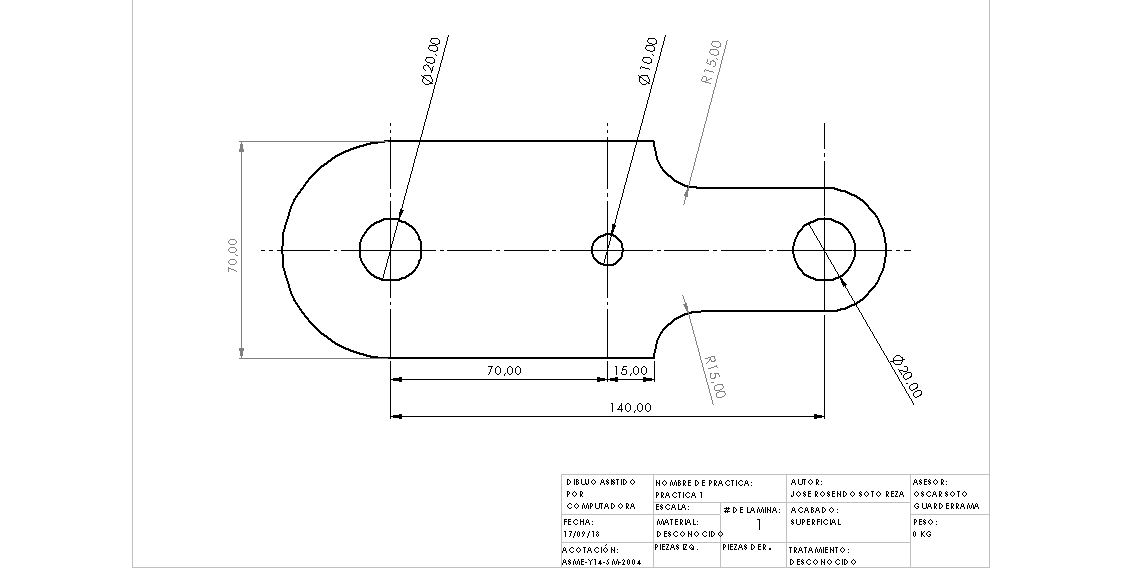 Ø20,00
Ø10,00
R15,00
70,00
70,00
15,00
R15,00
Ø20,00
140,00
DIBUJO ASISTIDO
POR
COMPUTADORA
NOMBRE DE PRACTICA:
PRACTICA 1
AUTOR:
JOSE ROSENDO SOTO REZA
ASESOR:
OSCAR SOTO
GUARDERRAMA
ESCALA:
# DE LAMINA:
1
ACABADO:
SUPERFICIAL
FECHA:
17/09/18
MATERIAL:
DESCONOCIDO
PESO:
0 KG
ACOTACIÓN:
ASME-Y14-5M-2004
PIEZAS IZQ.
PIEZAS DER.
TRATAMIENTO:
DESCONOCIDO